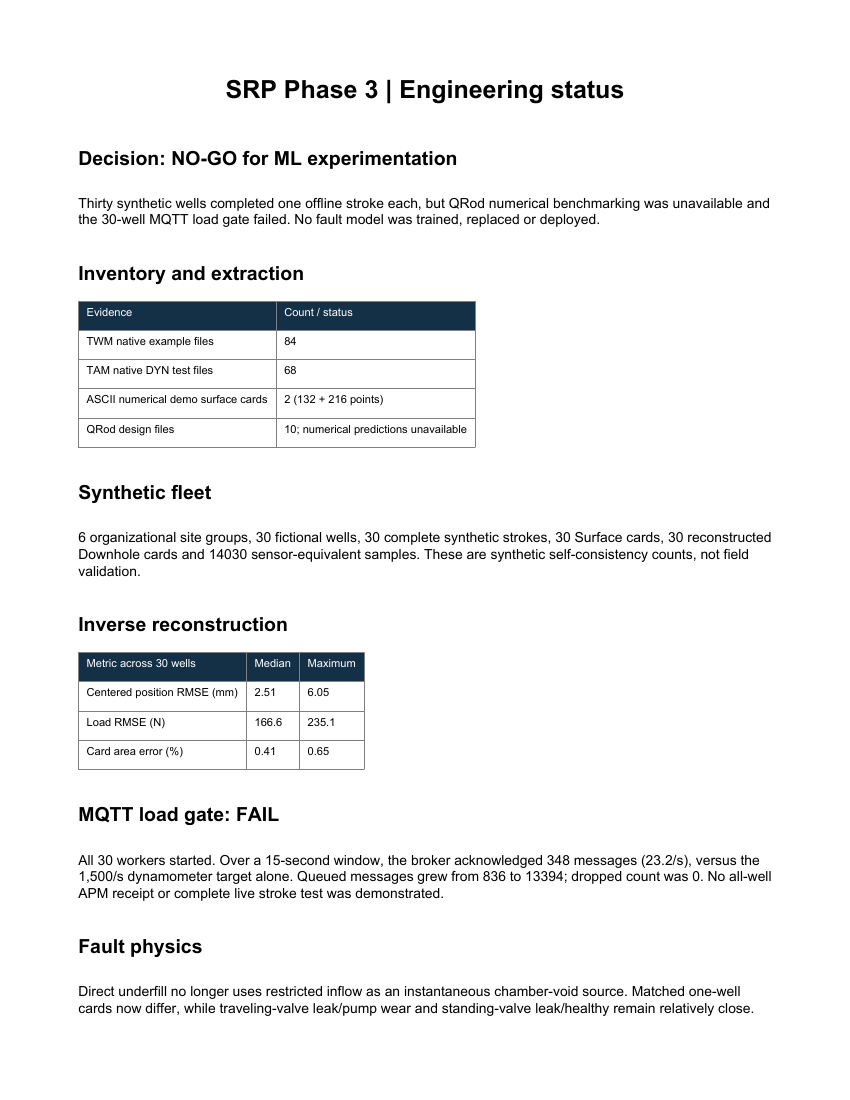 SRP Phase 3 | Engineering status
Decision: NO-GO for ML experimentation
Thirty synthetic wells completed one offline stroke each, but QRod numerical benchmarking was unavailable and
the 30-well MQTT load gate failed. No fault model was trained, replaced or deployed.
Inventory and extraction
Evidence Count / status
TWM native example files 84
TAM native DYN test files 68
ASCII numerical demo surface cards 2 (132 + 216 points)
QRod design files 10; numerical predictions unavailable
Synthetic fleet
6 organizational site groups, 30 fictional wells, 30 complete synthetic strokes, 30 Surface cards, 30 reconstructed
Downhole cards and 14030 sensor-equivalent samples. These are synthetic self-consistency counts, not field
validation.
Inverse reconstruction
Metric across 30 wells Median Maximum
Centered position RMSE (mm) 2.51 6.05
Load RMSE (N) 166.6 235.1
Card area error (%) 0.41 0.65
MQTT load gate: FAIL
All 30 workers started. Over a 15-second window, the broker acknowledged 348 messages (23.2/s), versus the
1,500/s dynamometer target alone. Queued messages grew from 836 to 13394; dropped count was 0. No all-well
APM receipt or complete live stroke test was demonstrated.
Fault physics
Direct underfill no longer uses restricted inflow as an instantaneous chamber-void source. Matched one-well
cards now differ, while traveling-valve leak/pump wear and standing-valve leak/healthy remain relatively close.